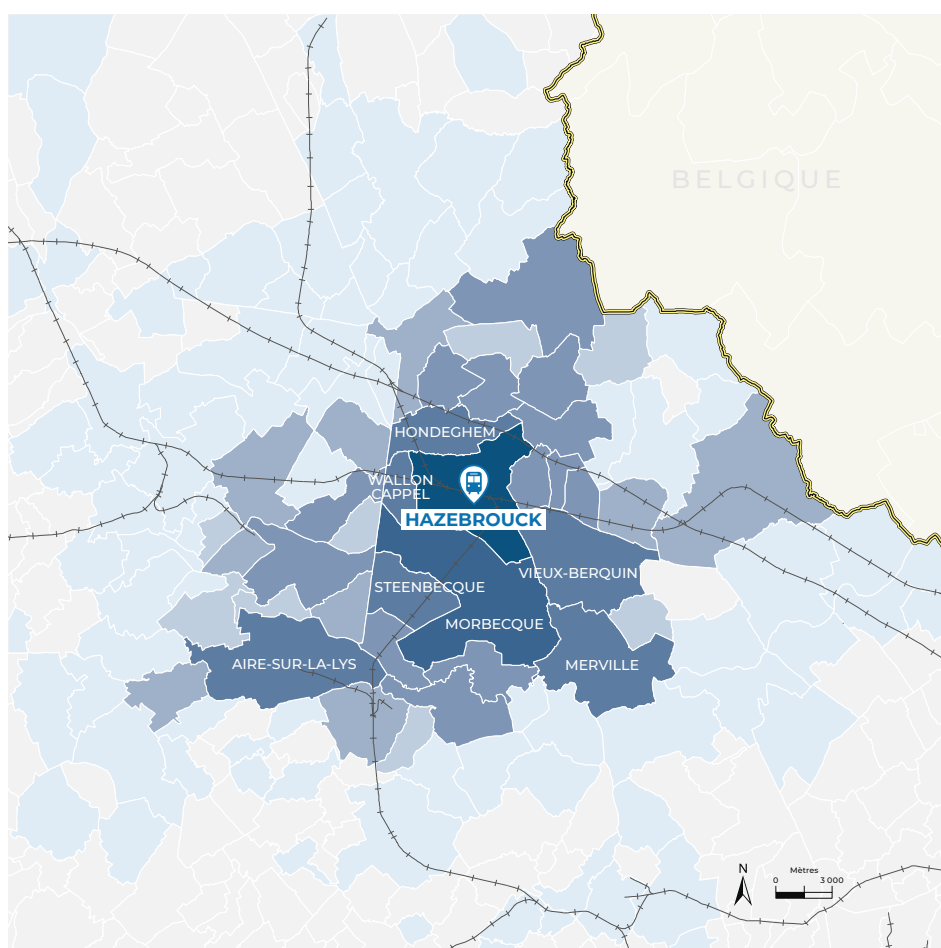 BELGIQUE
HONDEGHEM
WALLON
CAPPEL
HAZEBROUCK
VIEUX-BERQUIN
STEENBECQUE
MORBECQUE
AIRE-SUR-LA-LYS
MERVILLE
N
Mètres
0 3 000